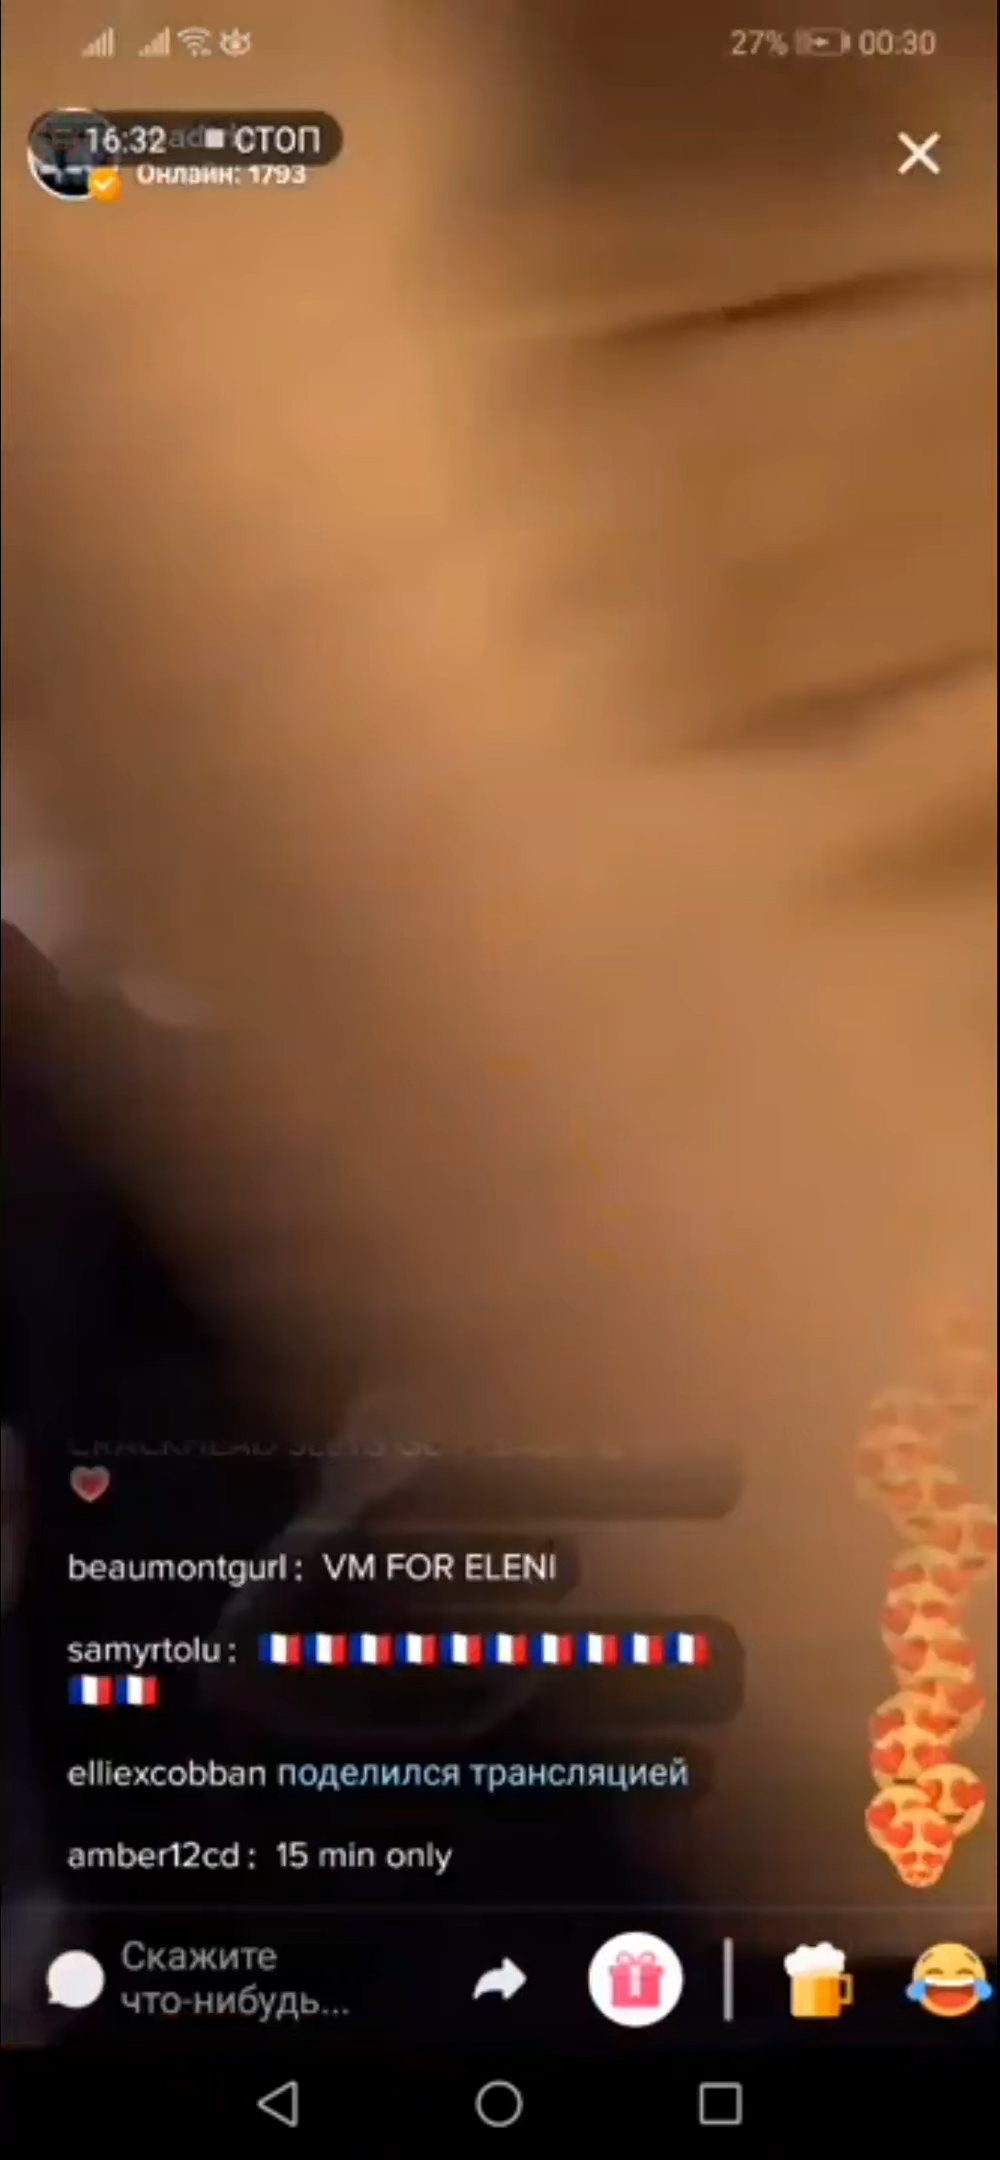 27% 00:30
16:32 СТОП
Онлайн: 1793
beaumontgurl: VM FOR ELENI
samyrtolu: 🇫🇷🇫🇷🇫🇷🇫🇷🇫🇷🇫🇷🇫🇷🇫🇷🇫🇷🇫🇷
🇫🇷🇫🇷
elliexcobban поделился трансляцией
amber12cd: 15 min only
Скажите
что-нибудь...